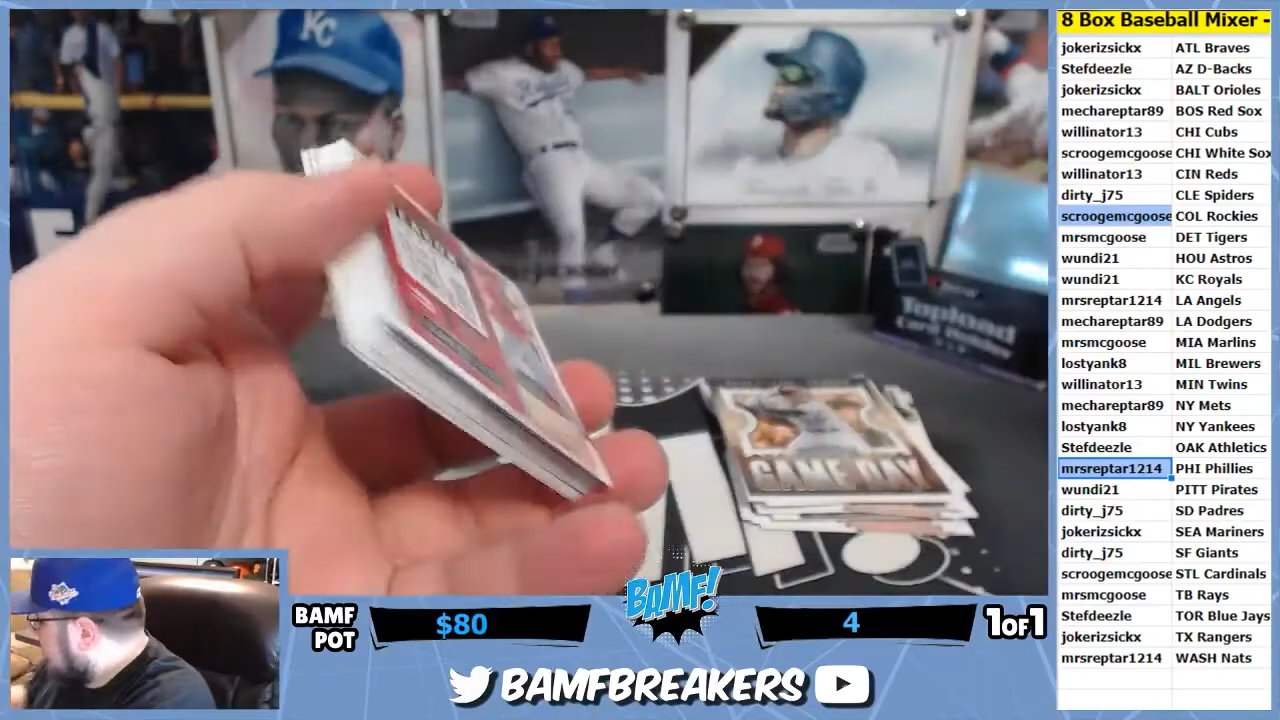 8 Box Baseball Mixer -
jokerizsickx ATL Braves
Stefdeezle AZ D-Backs
jokerizsickx BALT Orioles
mechareptar89 BOS Red Sox
willinator13 CHI Cubs
scroogemcgoose CHI White Sox
willinator13 CIN Reds
dirty_j75 CLE Spiders
scroogemcgoose COL Rockies
mrsmcgoose DET Tigers
wundi21 HOU Astros
wundi21 KC Royals
mrsreptar1214 LA Angels
mechareptar89 LA Dodgers
mrsmcgoose MIA Marlins
lostyank8 MIL Brewers
willinator13 MIN Twins
mechareptar89 NY Mets
lostyank8 NY Yankees
Stefdeezle OAK Athletics
mrsreptar1214 PHI Phillies
wundi21 PITT Pirates
dirty_j75 SD Padres
jokerizsickx SEA Mariners
dirty_j75 SF Giants
scroogemcgoose STL Cardinals
mrsmcgoose TB Rays
Stefdeezle TOR Blue Jays
jokerizsickx TX Rangers
mrsreptar1214 WASH Nats
KC
Topload
Card Holder
GAME DAY
BAMF POT
$80
BAMF!
4
1OF1
BAMFBREAKERS